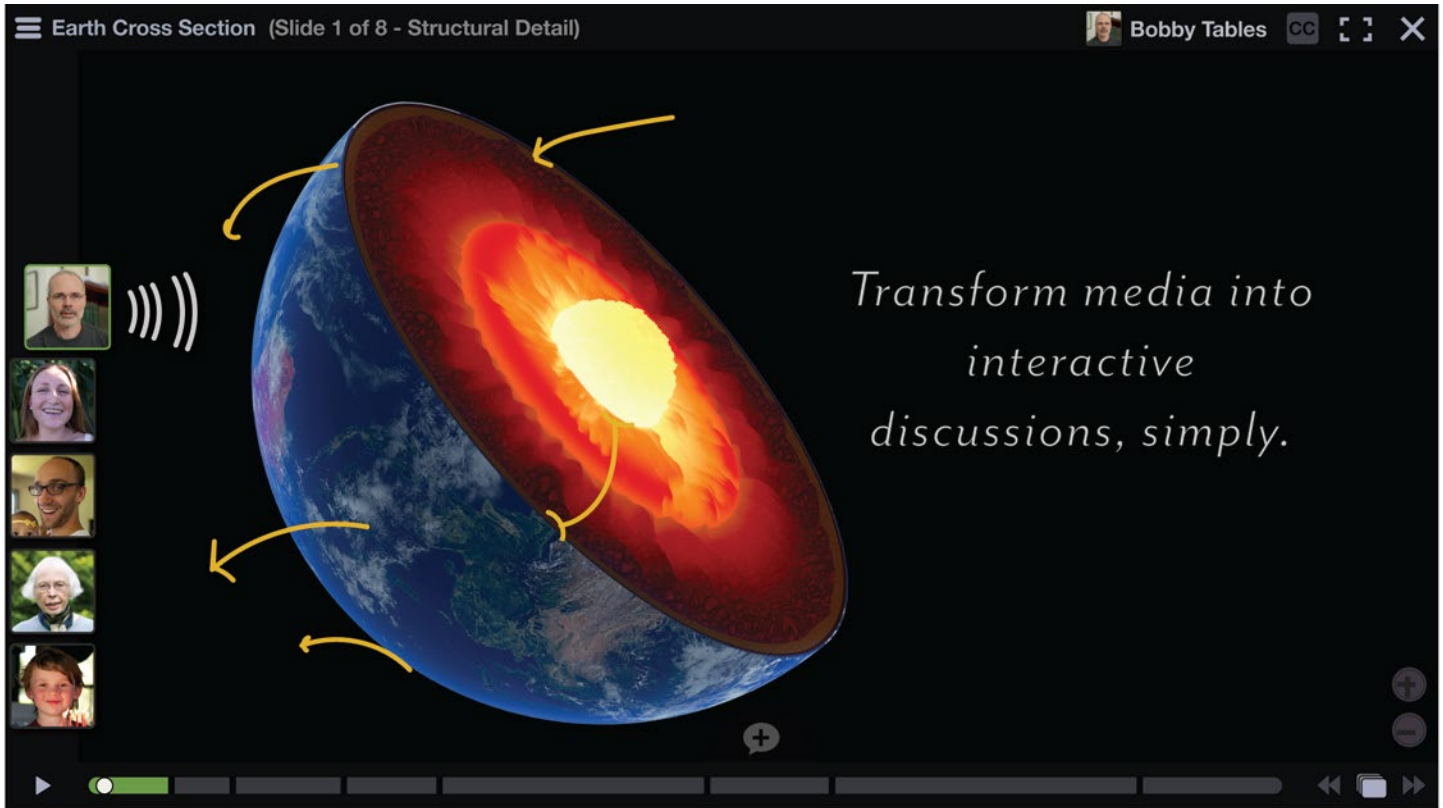 Earth Cross Section (Slide 1 of 8 - Structural Detail)
Bobby Tables
CC
Transform media into
interactive
discussions, simply.